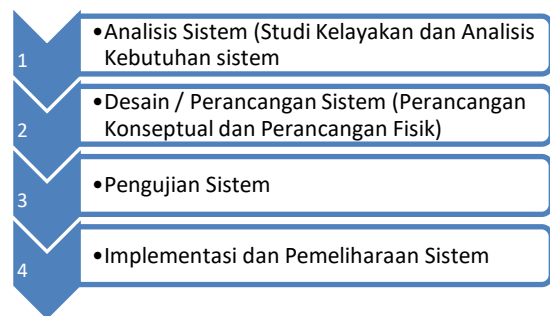 1
•Analisis Sistem (Studi Kelayakan dan Analisis
Kebutuhan sistem
2
•Desain / Perancangan Sistem (Perancangan
Konseptual dan Perancangan Fisik)
3
•Pengujian Sistem
4
•Implementasi dan Pemeliharaan Sistem